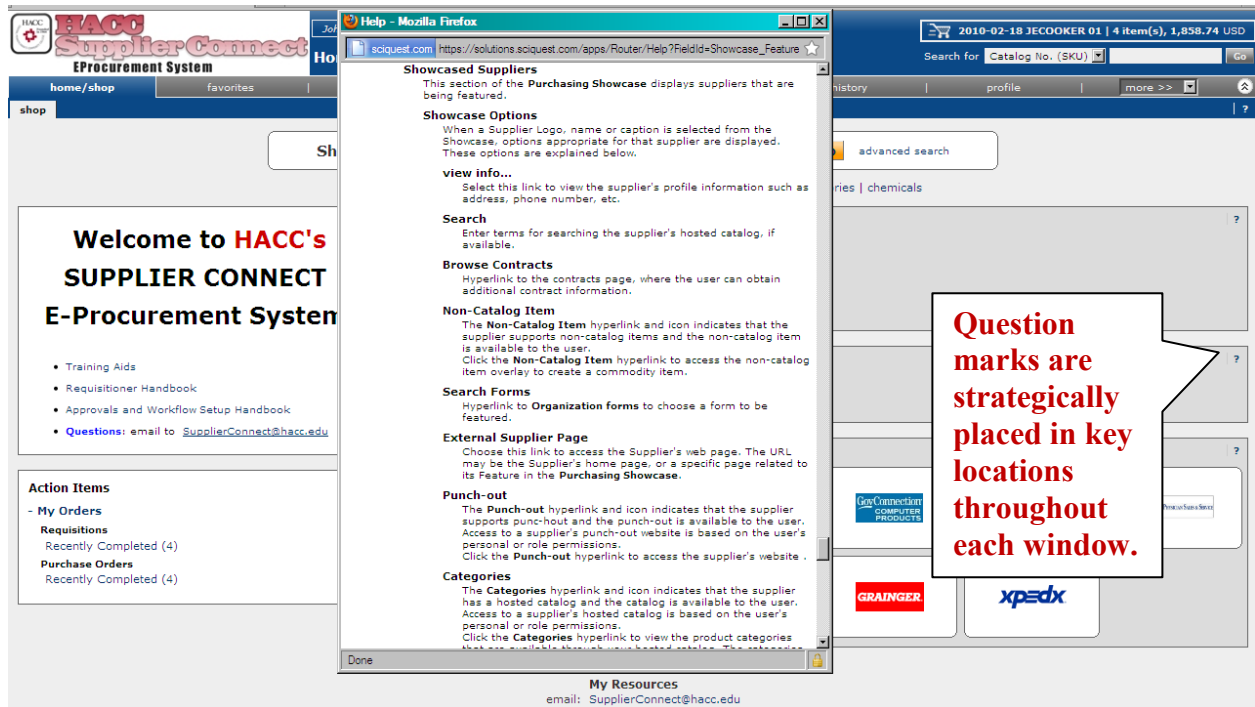 HACC
HACC
Supplier Connect
EProcurement System
2010-02-18 JECOOKER 01 | 4 item(s), 1,858.74 USD
Search for Catalog No. (SKU) Go
home/shop favorites | history | profile | more >>
shop
?
advanced search
chemicals
Welcome to HACC's
SUPPLIER CONNECT
E-Procurement System
• Training Aids
• Requisitioner Handbook
• Approvals and Workflow Setup Handbook
• Questions: email to SupplierConnect@hacc.edu
Action Items
- My Orders
Requisitions
Recently Completed (4)
Purchase Orders
Recently Completed (4)
Help - Mozilla Firefox
sciquest.com https://solutions.sciquest.com/apps/Router/Help?FieldId=Showcase_Feature
Showcased Suppliers
This section of the Purchasing Showcase displays suppliers that are
being featured.
Showcase Options
When a Supplier Logo, name or caption is selected from the
Showcase, options appropriate for that supplier are displayed.
These options are explained below.
view info...
Select this link to view the supplier's profile information such as
address, phone number, etc.
Search
Enter terms for searching the supplier's hosted catalog, if
available.
Browse Contracts
Hyperlink to the contracts page, where the user can obtain
additional contract information.
Non-Catalog Item
The Non-Catalog Item hyperlink and icon indicates that the
supplier supports non-catalog items and the non-catalog item
is available to the user.
Click the Non-Catalog Item hyperlink to access the non-catalog
item overlay to create a commodity item.
Search Forms
Hyperlink to Organization forms to choose a form to be
featured.
External Supplier Page
Choose this link to access the Supplier's web page. The URL
may be the Supplier's home page, or a specific page related to
its Feature in the Purchasing Showcase.
Punch-out
The Punch-out hyperlink and icon indicates that the supplier
supports punc-hout and the punch-out is available to the user.
Access to a supplier's punch-out website is based on the user's
personal or role permissions.
Click the Punch-out hyperlink to access the supplier's website .
Categories
The Categories hyperlink and icon indicates that the supplier
has a hosted catalog and the catalog is available to the user.
Access to a supplier's hosted catalog is based on the user's
personal or role permissions.
Click the Categories hyperlink to view the product categories
that are available through your hosted catalog. The categories
Done
?
?
?
Question
marks are
strategically
placed in key
locations
throughout
each window.
GovConnection
COMPUTER
PRODUCTS
GRAINGER
xpedx
My Resources
email: SupplierConnect@hacc.edu